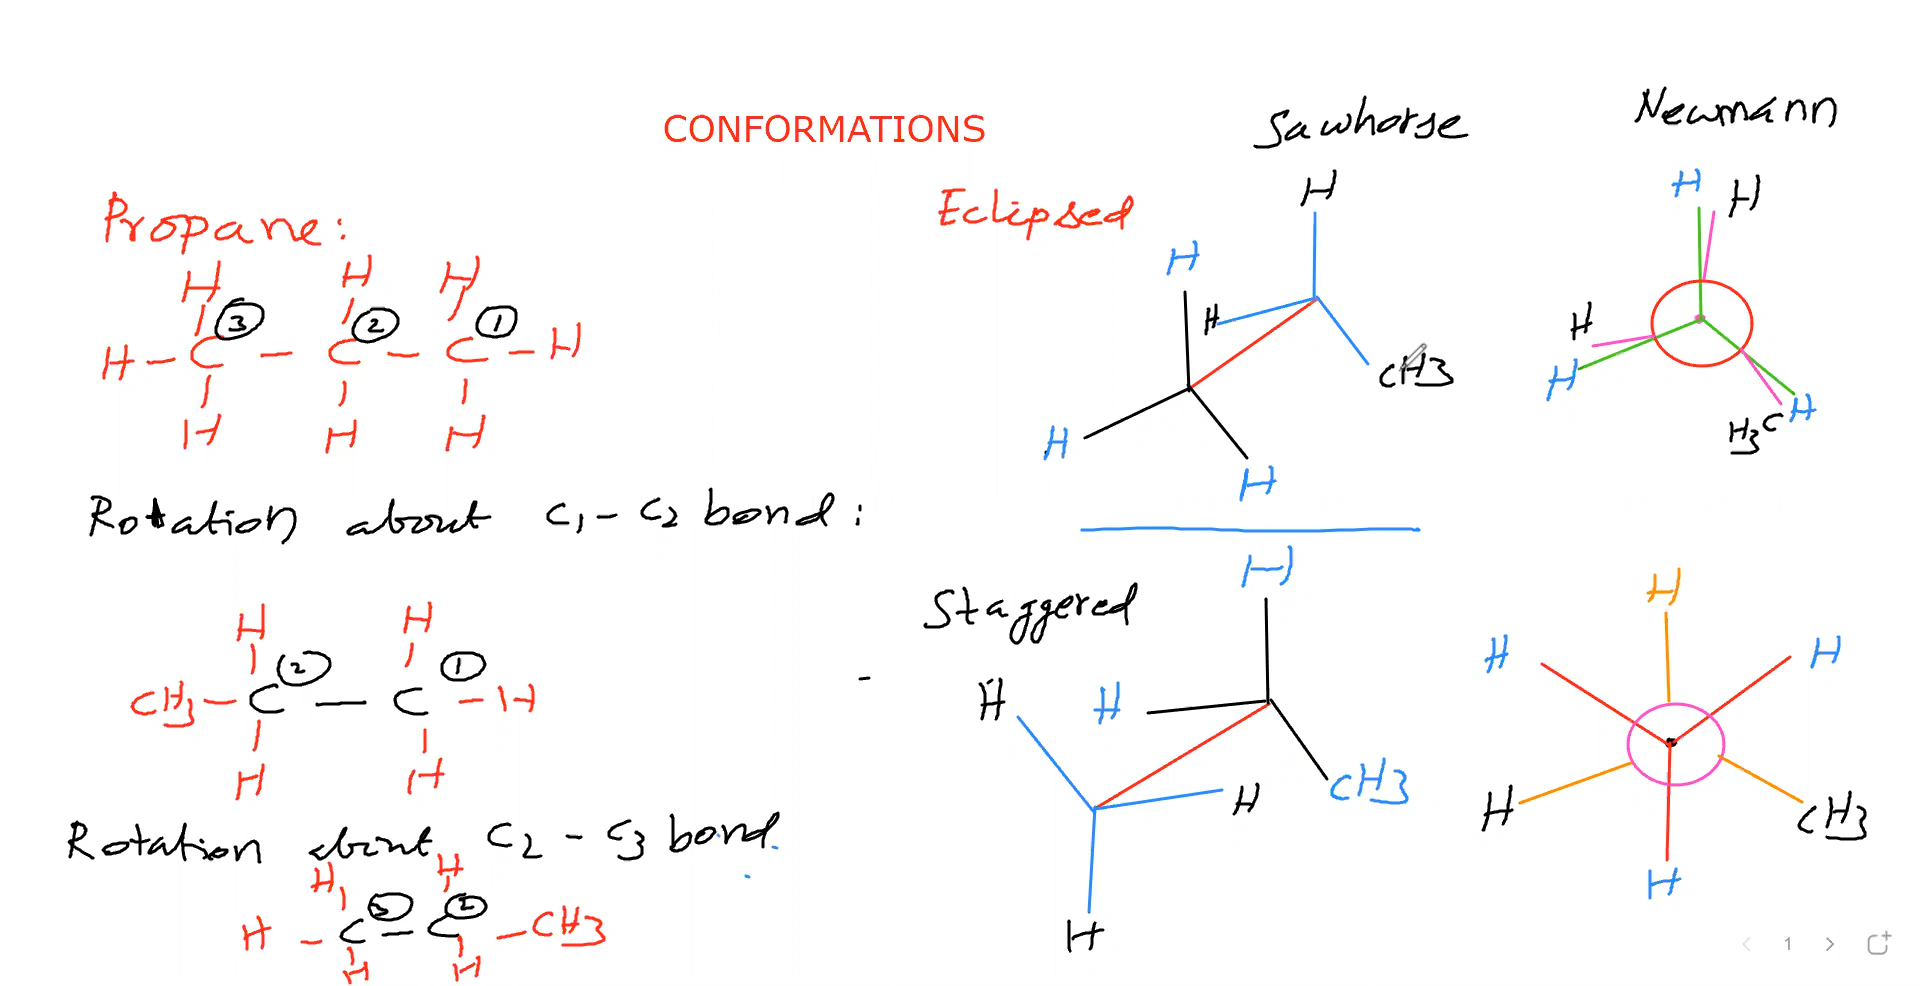 CONFORMATIONS
Sawhorse
Newmann
Propane:
H H H
③ ② ①
H - C - C - C - H
H H H
Rotation about C1 - C2 bond:
H H
② ①
CH3 - C - C - H
H H
Rotation about C2 - C3 bond.
H H
③ ②
H - C - C - CH3
H H
Eclipsed
H
H
H
CH3
H
H
H H
H
H
H
H3C
Staggered
H
H H
CH3
H
H
H
H H
H
CH3
H
1